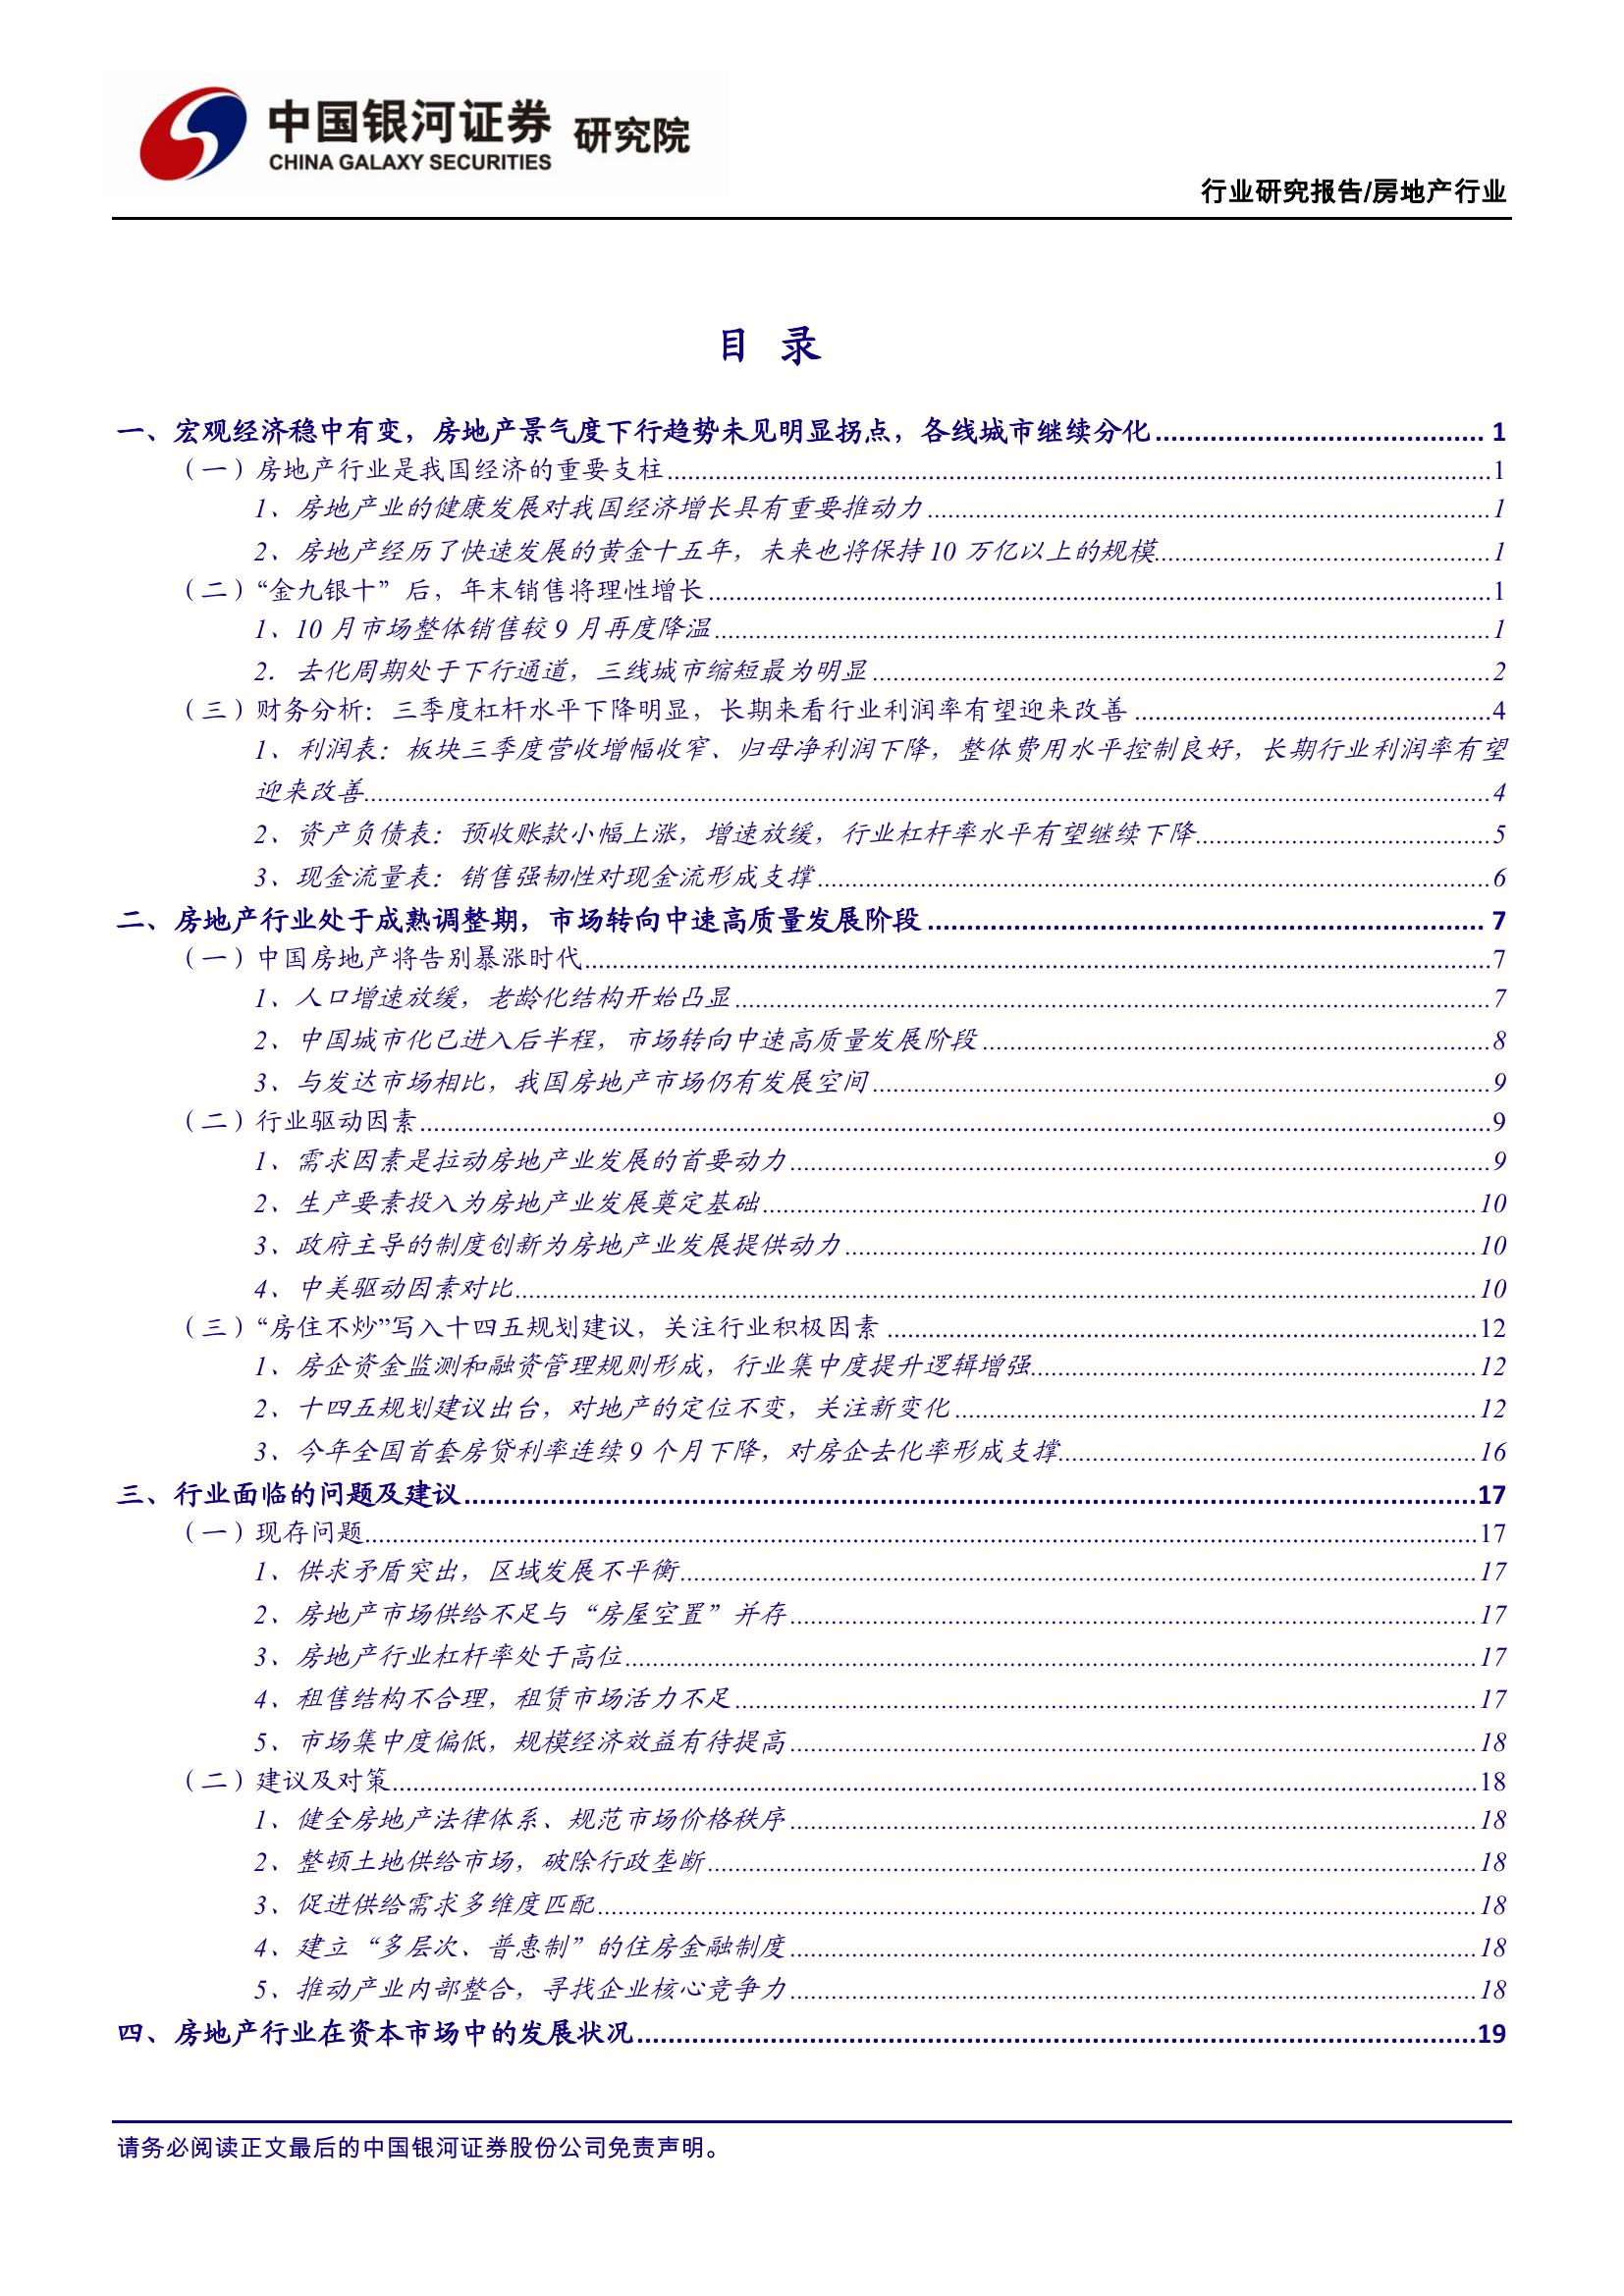 中国银河证券 研究院
CHINA GALAXY SECURITIES
行业研究报告/房地产行业
目 录
一、宏观经济稳中有变，房地产景气度下行趋势未见明显拐点，各线城市继续分化 1
（一）房地产行业是我国经济的重要支柱 1
1、房地产业的健康发展对我国经济增长具有重要推动力 1
2、房地产经历了快速发展的黄金十五年，未来也将保持 10 万亿以上的规模 1
（二）“金九银十”后，年末销售将理性增长 1
1、10 月市场整体销售较 9 月再度降温 1
2．去化周期处于下行通道，三线城市缩短最为明显 2
（三）财务分析：三季度杠杆水平下降明显，长期来看行业利润率有望迎来改善 4
1、利润表：板块三季度营收增幅收窄、归母净利润下降，整体费用水平控制良好，长期行业利润率有望
迎来改善 4
2、资产负债表：预收账款小幅上涨，增速放缓，行业杠杆率水平有望继续下降 5
3、现金流量表：销售强韧性对现金流形成支撑 6
二、房地产行业处于成熟调整期，市场转向中速高质量发展阶段 7
（一）中国房地产将告别暴涨时代 7
1、人口增速放缓，老龄化结构开始凸显 7
2、中国城市化已进入后半程，市场转向中速高质量发展阶段 8
3、与发达市场相比，我国房地产市场仍有发展空间 9
（二）行业驱动因素 9
1、需求因素是拉动房地产业发展的首要动力 9
2、生产要素投入为房地产业发展奠定基础 10
3、政府主导的制度创新为房地产业发展提供动力 10
4、中美驱动因素对比 10
（三）“房住不炒”写入十四五规划建议，关注行业积极因素 12
1、房企资金监测和融资管理规则形成，行业集中度提升逻辑增强 12
2、十四五规划建议出台，对地产的定位不变，关注新变化 12
3、今年全国首套房贷利率连续 9 个月下降，对房企去化率形成支撑 16
三、行业面临的问题及建议 17
（一）现存问题 17
1、供求矛盾突出，区域发展不平衡 17
2、房地产市场供给不足与“房屋空置”并存 17
3、房地产行业杠杆率处于高位 17
4、租售结构不合理，租赁市场活力不足 17
5、市场集中度偏低，规模经济效益有待提高 18
（二）建议及对策 18
1、健全房地产法律体系、规范市场价格秩序 18
2、整顿土地供给市场，破除行政垄断 18
3、促进供给需求多维度匹配 18
4、建立“多层次、普惠制”的住房金融制度 18
5、推动产业内部整合，寻找企业核心竞争力 18
四、房地产行业在资本市场中的发展状况 19
请务必阅读正文最后的中国银河证券股份公司免责声明。